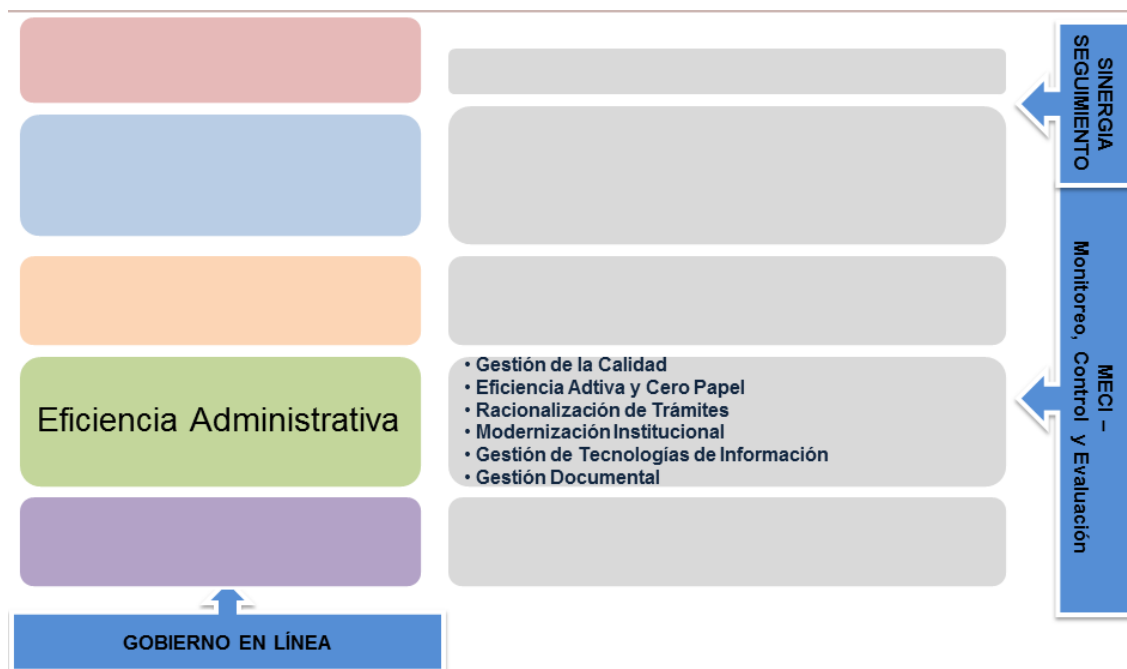 SINERGIA
SEGUIMIENTO
Eficiencia Administrativa
• Gestión de la Calidad
• Eficiencia Adtiva y Cero Papel
• Racionalización de Trámites
• Modernización Institucional
• Gestión de Tecnologías de Información
• Gestión Documental
MECI –
Monitoreo, Control y Evaluación
GOBIERNO EN LÍNEA